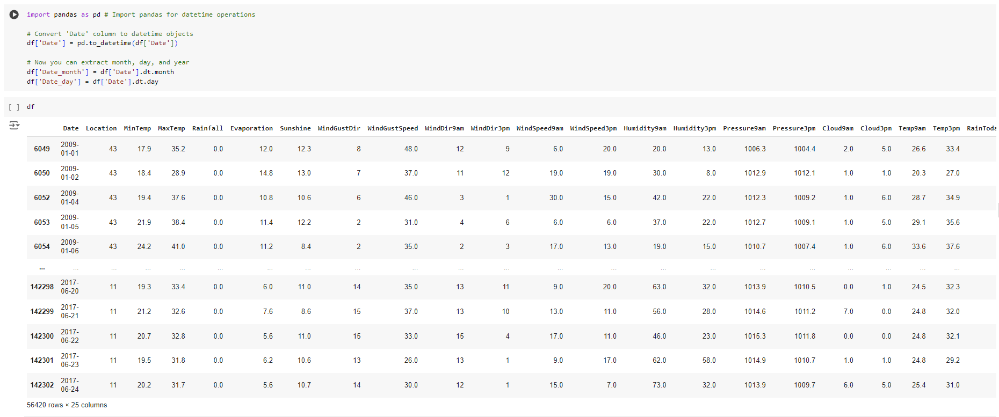 import pandas as pd # Import pandas for datetime operations
# Convert 'Date' column to datetime objects
df['Date'] = pd.to_datetime(df['Date'])
# Now you can extract month, day, and year
df['Date_month'] = df['Date'].dt.month
df['Date_day'] = df['Date'].dt.day
[ ] df
Date Location MinTemp MaxTemp Rainfall Evaporation Sunshine WindGustDir WindGustSpeed WindDir9am WindDir3pm WindSpeed9am WindSpeed3pm Humidity9am Humidity3pm Pressure9am Pressure3pm Cloud9am Cloud3pm Temp9am Temp3pm RainToda
6049 2009-01-01 43 17.9 35.2 0.0 12.0 12.3 8 48.0 12 9 6.0 20.0 20.0 13.0 1006.3 1004.4 2.0 5.0 26.6 33.4
6050 2009-01-02 43 18.4 28.9 0.0 14.8 13.0 7 37.0 11 12 19.0 19.0 30.0 8.0 1012.9 1012.1 1.0 1.0 20.3 27.0
6052 2009-01-04 43 19.4 37.6 0.0 10.8 10.6 6 46.0 3 1 30.0 15.0 42.0 22.0 1012.3 1009.2 1.0 6.0 28.7 34.9
6053 2009-01-05 43 21.9 38.4 0.0 11.4 12.2 2 31.0 4 6 6.0 6.0 37.0 22.0 1012.7 1009.1 1.0 5.0 29.1 35.6
6054 2009-01-06 43 24.2 41.0 0.0 11.2 8.4 2 35.0 2 3 17.0 13.0 19.0 15.0 1010.7 1007.4 1.0 6.0 33.6 37.6
... ... ... ... ... ... ... ... ... ... ... ... ... ... ... ... ... ... ... ... ... ...
142298 2017-06-20 11 19.3 33.4 0.0 6.0 11.0 14 35.0 13 11 9.0 20.0 63.0 32.0 1013.9 1010.5 0.0 1.0 24.5 32.3
142299 2017-06-21 11 21.2 32.6 0.0 7.6 8.6 15 37.0 13 10 13.0 11.0 56.0 28.0 1014.6 1011.2 7.0 0.0 24.8 32.0
142300 2017-06-22 11 20.7 32.8 0.0 5.6 11.0 15 33.0 15 4 17.0 11.0 46.0 23.0 1015.3 1011.8 0.0 0.0 24.8 32.1
142301 2017-06-23 11 19.5 31.8 0.0 6.2 10.6 13 26.0 13 1 9.0 17.0 62.0 58.0 1014.9 1010.7 1.0 1.0 24.8 29.2
142302 2017-06-24 11 20.2 31.7 0.0 5.6 10.7 14 30.0 12 1 15.0 7.0 73.0 32.0 1013.9 1009.7 6.0 5.0 25.4 31.0
56420 rows × 25 columns